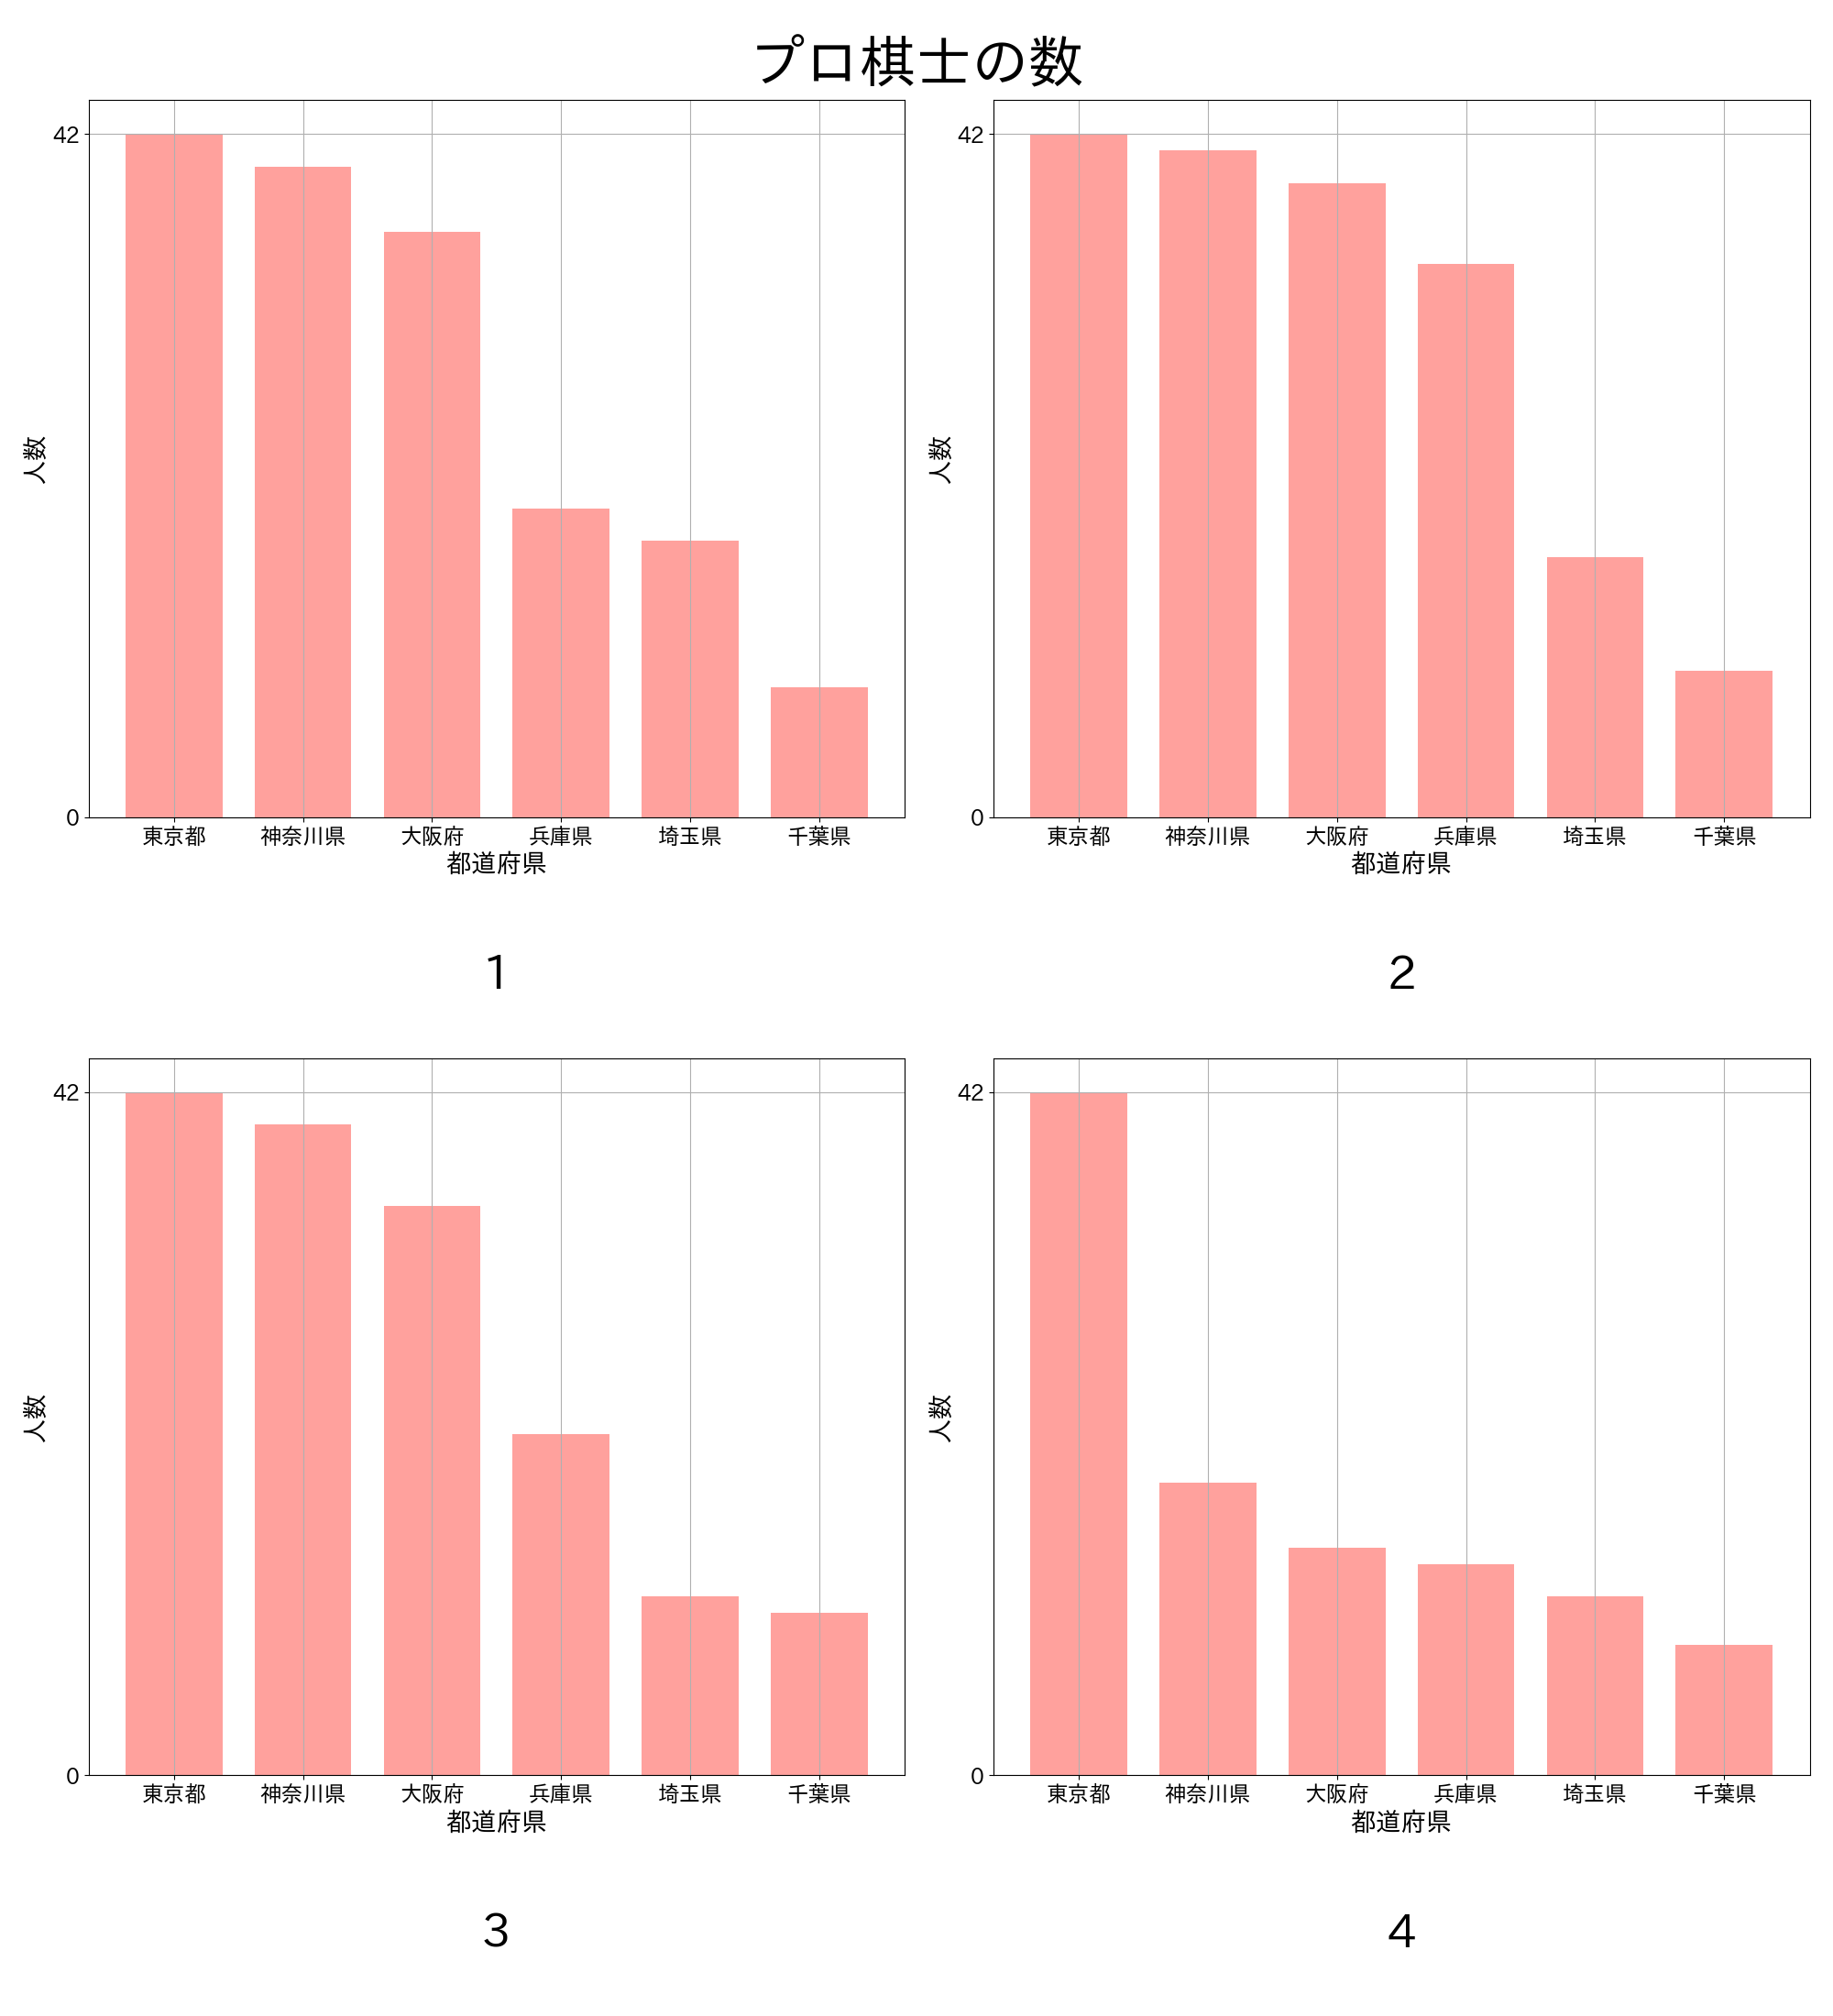 プロ棋士の数
42
0
人数
東京都 神奈川県 大阪府 兵庫県 埼玉県 千葉県
都道府県
1
42
0
人数
東京都 神奈川県 大阪府 兵庫県 埼玉県 千葉県
都道府県
2
42
0
人数
東京都 神奈川県 大阪府 兵庫県 埼玉県 千葉県
都道府県
3
42
0
人数
東京都 神奈川県 大阪府 兵庫県 埼玉県 千葉県
都道府県
4